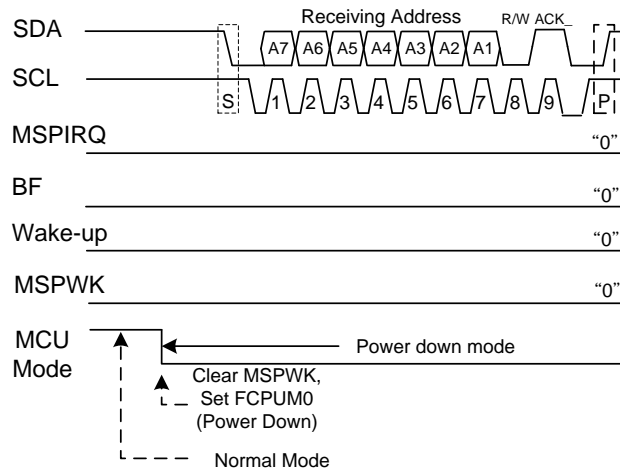 Receiving Address
R/W ACK_
SDA
A7 A6 A5 A4 A3 A2 A1
SCL
S 1 2 3 4 5 6 7 8 9 P
MSPIRQ
“0”
BF
“0”
Wake-up
“0”
MSPWK
“0”
MCU
Mode
Power down mode
Clear MSPWK,
Set FCPUM0
(Power Down)
Normal Mode